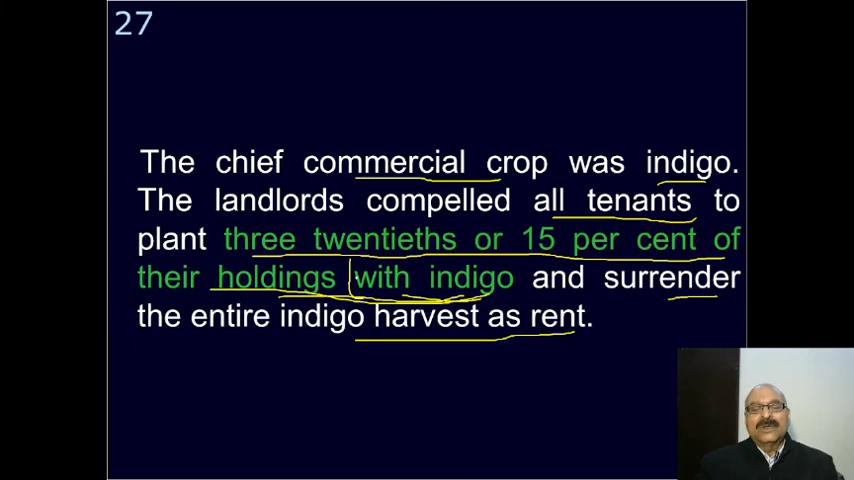 27
The chief commercial crop was indigo.
The landlords compelled all tenants to
plant three twentieths or 15 per cent of
their holdings with indigo and surrender
the entire indigo harvest as rent.